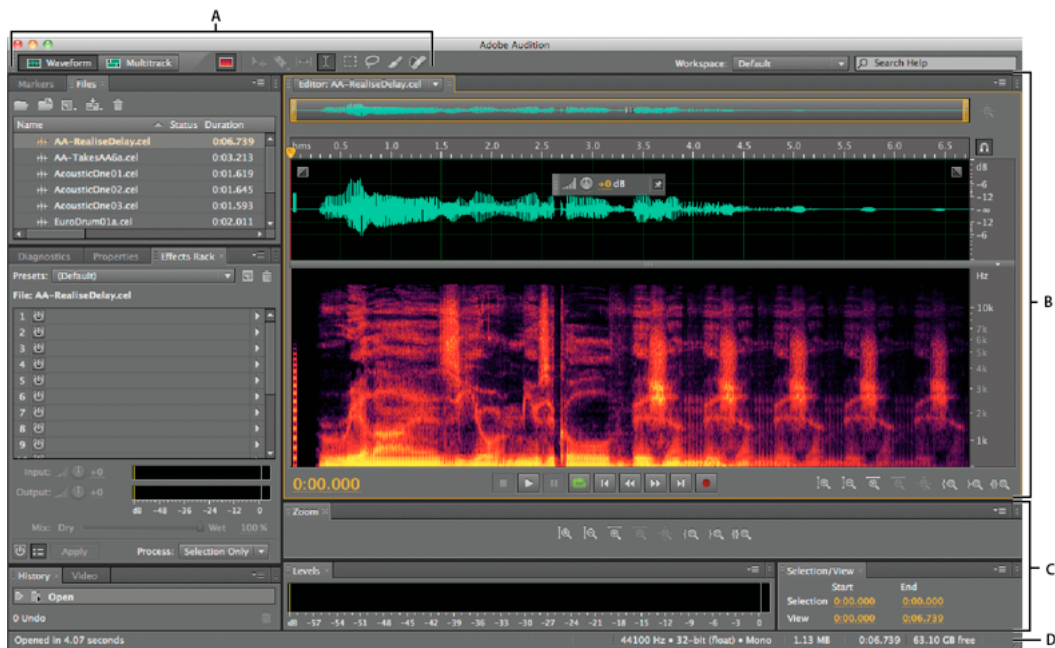 A
Adobe Audition
Waveform Multitrack Workspace: Default Search Help
Markers Files
Name Status Duration
AA-RealiseDelay.cel 0:06.739
AA-TakesAA6a.cel 0:03.213
AcousticOne01.cel 0:01.619
AcousticOne02.cel 0:01.645
AcousticOne03.cel 0:01.593
EuroDrum01a.cel 0:02.011
Diagnostics Properties Effects Rack
Presets: (Default)
File: AA-RealiseDelay.cel
1
2
3
4
5
6
7
8
9
Input: +0
Output: +0
dB -48 -36 -24 -12 0
Mix: Dry Wet 100%
Apply Process: Selection Only
History Video
Open
0 Undo
Opened in 4.07 seconds
Editor: AA-RealiseDelay.cel
hms 0.5 1.0 1.5 2.0 2.5 3.0 3.5 4.0 4.5 5.0 5.5 6.0 6.5
+0 dB
dB
-6
-12
-∞
-12
-6
Hz
10k
7k
6k
5k
4k
3k
2k
1k
B
0:00.000
Zoom
C
Levels
dB -57 -54 -51 -48 -45 -42 -39 -36 -33 -30 -27 -24 -21 -18 -15 -12 -9 -6 -3 0
Selection/View
Start End
Selection 0:00.000 0:00.000
View 0:00.000 0:06.739
44100 Hz • 32-bit (float) • Mono 1.13 MB 0:06.739 63.10 GB free
D